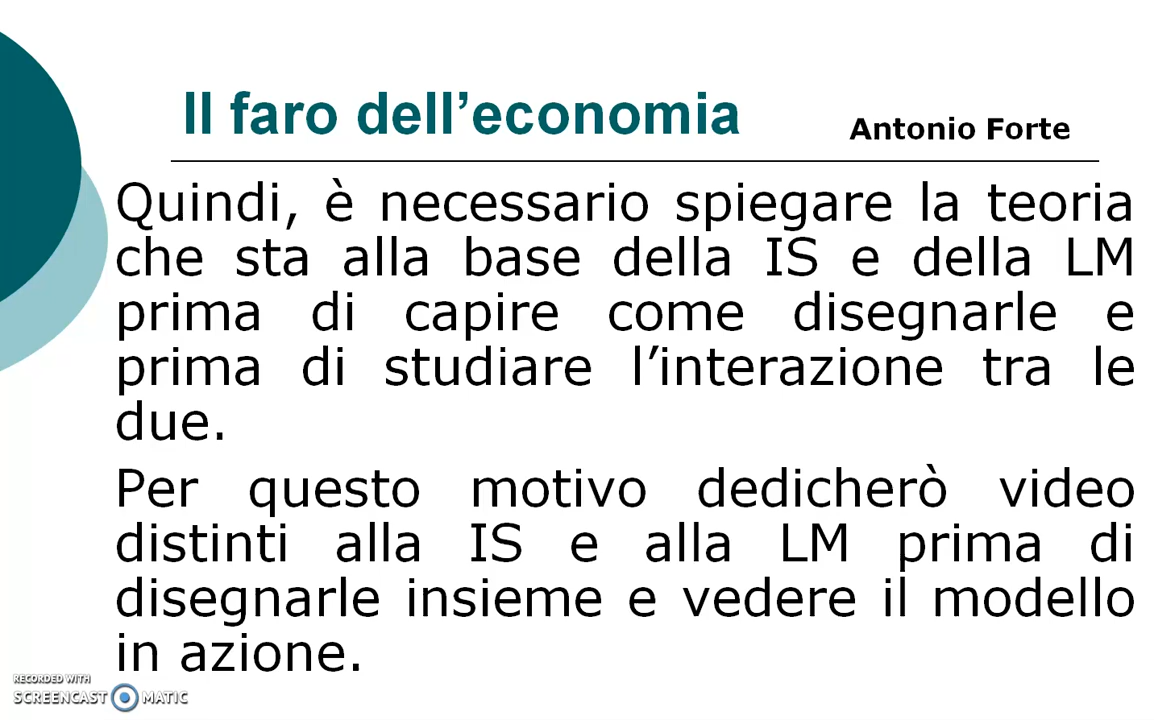 Il faro dell’economia
Antonio Forte
Quindi, è necessario spiegare la teoria
che sta alla base della IS e della LM
prima di capire come disegnarle e
prima di studiare l’interazione tra le
due.
Per questo motivo dedicherò video
distinti alla IS e alla LM prima di
disegnarle insieme e vedere il modello
in azione.
RECORDED WITH
SCREENCAST MATIC